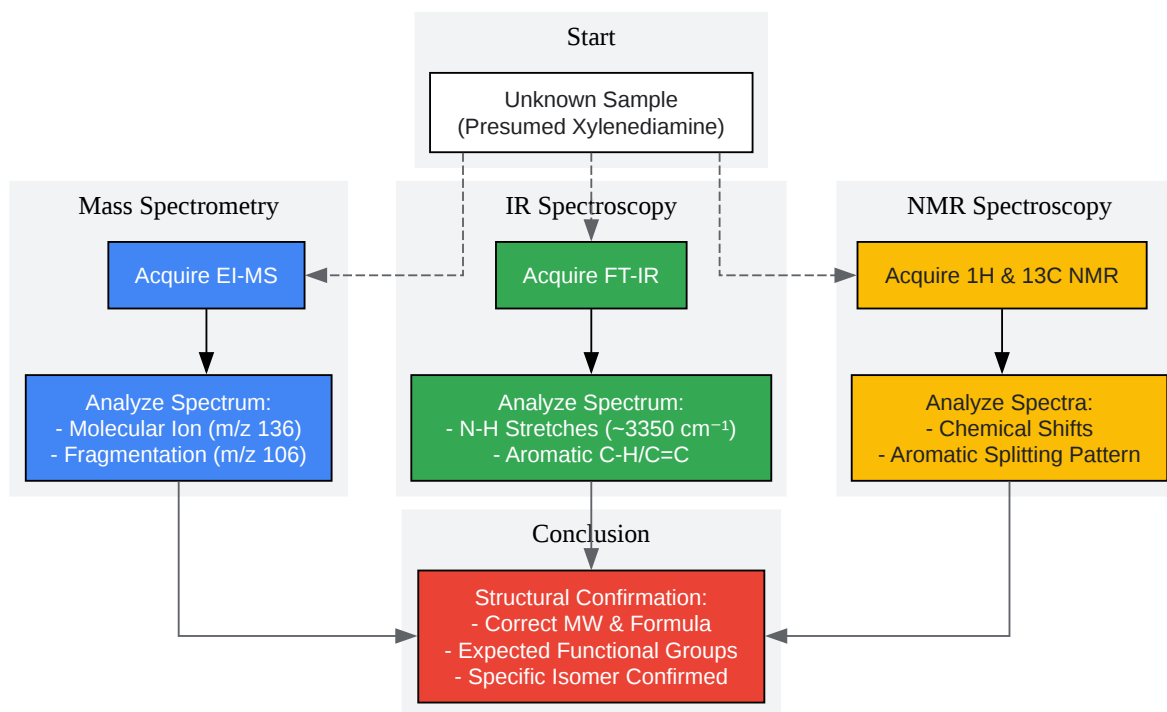 Start
Unknown Sample
(Presumed Xylenediamine)
Mass Spectrometry
Acquire EI-MS
Analyze Spectrum:
- Molecular Ion (m/z 136)
- Fragmentation (m/z 106)
IR Spectroscopy
Acquire FT-IR
Analyze Spectrum:
- N-H Stretches (~3350 cm⁻¹)
- Aromatic C-H/C=C
NMR Spectroscopy
Acquire 1H & 13C NMR
Analyze Spectra:
- Chemical Shifts
- Aromatic Splitting Pattern
Conclusion
Structural Confirmation:
- Correct MW & Formula
- Expected Functional Groups
- Specific Isomer Confirmed